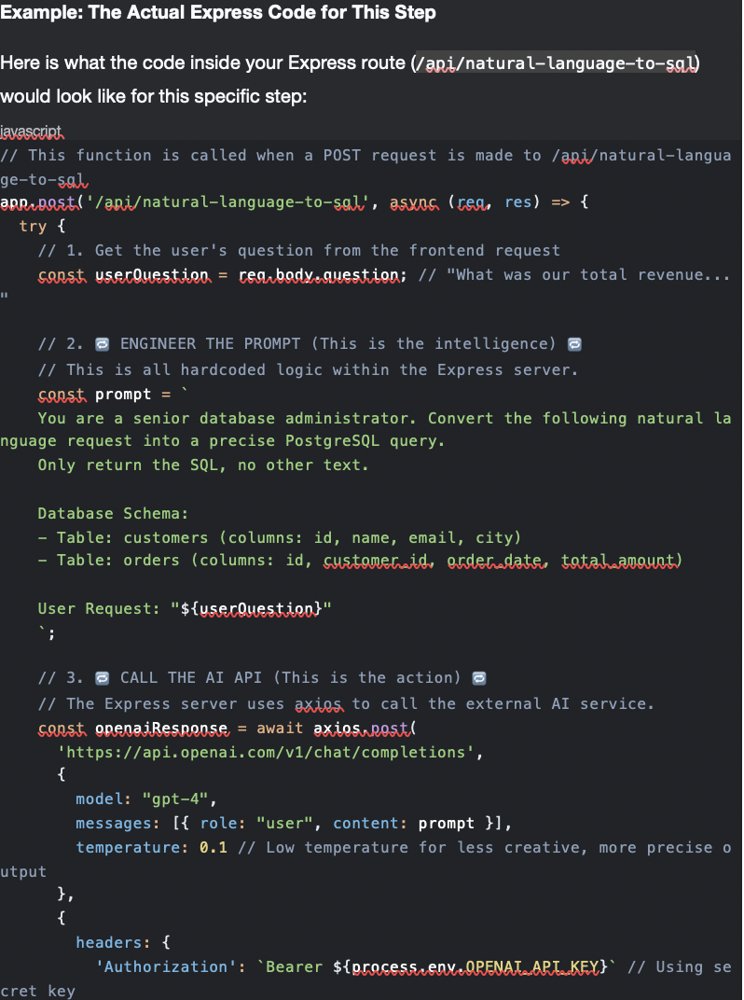 Example: The Actual Express Code for This Step
Here is what the code inside your Express route (/api/natural-language-to-sql)
would look like for this specific step:
javascript
// This function is called when a POST request is made to /api/natural-langua
ge-to-sql
app.post('/api/natural-language-to-sql', async (req, res) => {
  try {
    // 1. Get the user's question from the frontend request
    const userQuestion = req.body.question; // "What was our total revenue...
"
    // 2. 🔁 ENGINEER THE PROMPT (This is the intelligence) 🔁
    // This is all hardcoded logic within the Express server.
    const prompt = `
    You are a senior database administrator. Convert the following natural la
nguage request into a precise PostgreSQL query.
    Only return the SQL, no other text.
    Database Schema:
    - Table: customers (columns: id, name, email, city)
    - Table: orders (columns: id, customer_id, order_date, total_amount)
    User Request: "${userQuestion}"
    `;
    // 3. 🔁 CALL THE AI API (This is the action) 🔁
    // The Express server uses axios to call the external AI service.
    const openaiResponse = await axios.post(
      'https://api.openai.com/v1/chat/completions',
      {
        model: "gpt-4",
        messages: [{ role: "user", content: prompt }],
        temperature: 0.1 // Low temperature for less creative, more precise o
utput
      },
      {
        headers: {
          'Authorization': `Bearer ${process.env.OPENAI_API_KEY}` // Using se
cret key